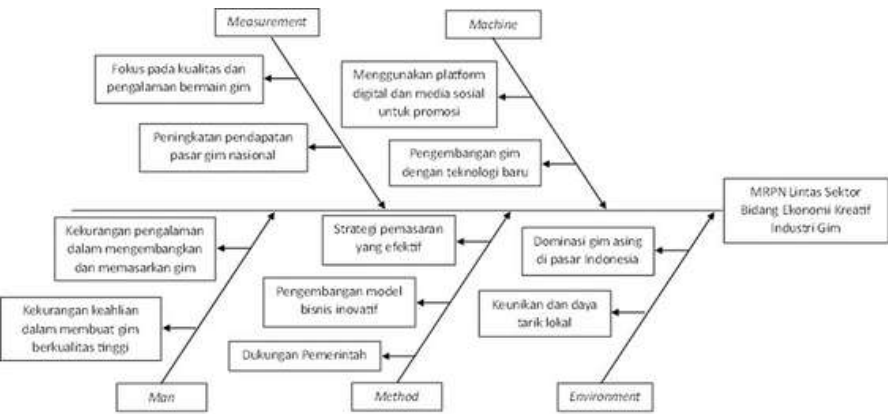 Measurement
Machine
Fokus pada kualitas dan
pengalaman bermain gim
Menggunakan platform
digital dan media sosial
untuk promosi
Peningkatan pendapatan
pasar gim nasional
Pengembangan gim
dengan teknologi baru
MRPN Lintas Sektor
Bidang Ekonomi Kreatif
Industri Gim
Kekurangan pengalaman
dalam mengembangkan
dan memasarkan gim
Strategi pemasaran
yang efektif
Dominasi gim asing
di pasar Indonesia
Kekurangan keahlian
dalam membuat gim
berkualitas tinggi
Pengembangan model
bisnis inovatif
Keunikan dan daya
tarik lokal
Dukungan Pemerintah
Man
Method
Environment